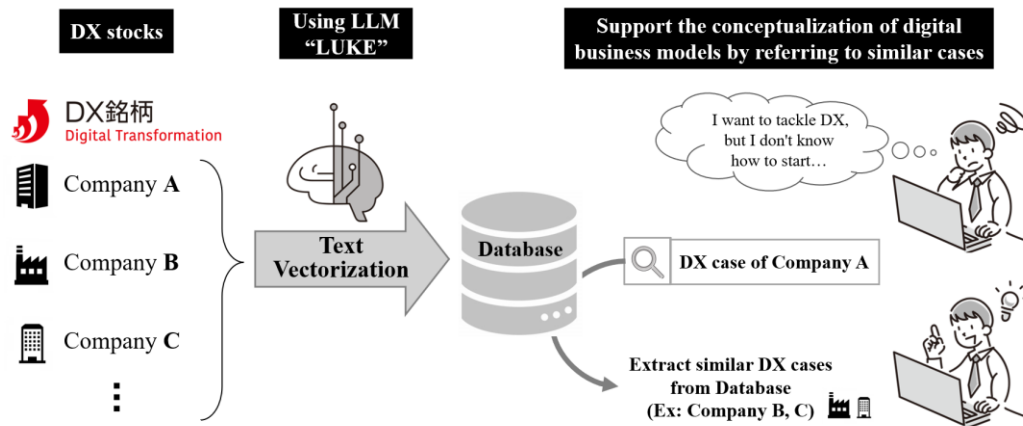 DX stocks
Using LLM
“LUKE”
Support the conceptualization of digital
business models by referring to similar cases
DX銘柄
Digital Transformation
Company A
Company B
Company C
Text
Vectorization
Database
I want to tackle DX,
but I don't know
how to start…
DX case of Company A
Extract similar DX cases
from Database
(Ex: Company B, C)